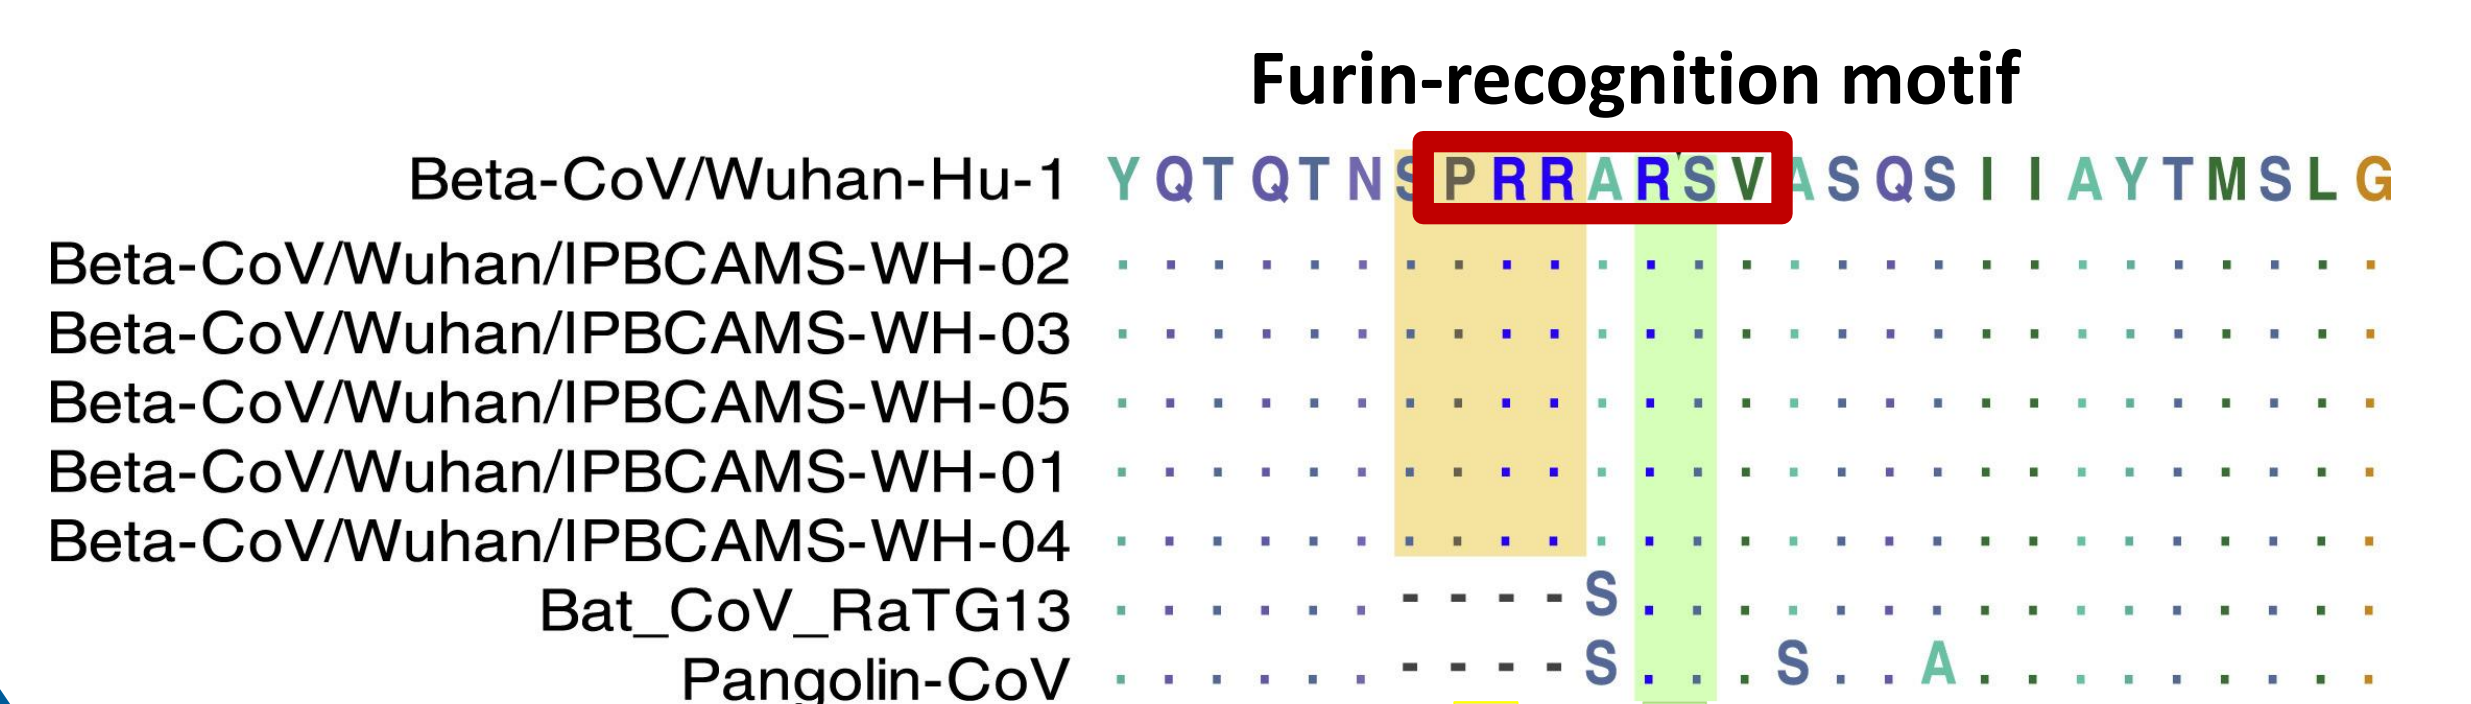 Furin-recognition motif
Beta-CoV/Wuhan-Hu-1 YQTQTNSPRRARSVASQSIIAYTMSLG
Beta-CoV/Wuhan/IPBCAMS-WH-02 ...........................
Beta-CoV/Wuhan/IPBCAMS-WH-03 ...........................
Beta-CoV/Wuhan/IPBCAMS-WH-05 ...........................
Beta-CoV/Wuhan/IPBCAMS-WH-01 ...........................
Beta-CoV/Wuhan/IPBCAMS-WH-04 ...........................
Bat_CoV_RaTG13 ......----S................
Pangolin-CoV ......----S...S..A.........